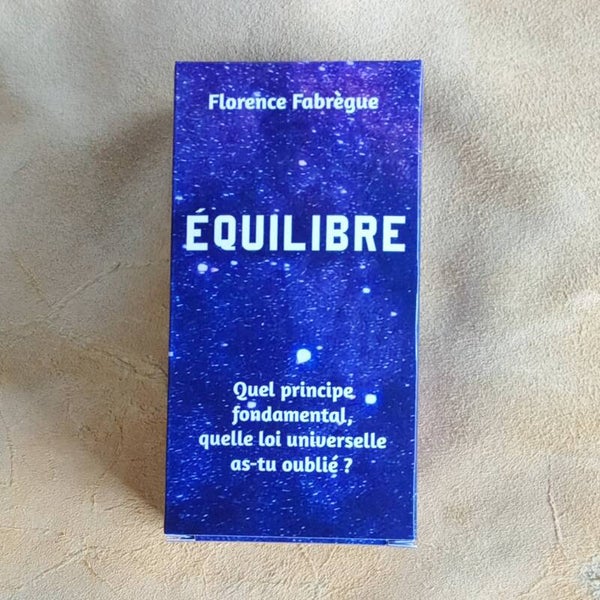 Florence Fabrègue
ÉQUILIBRE
Quel principe
fondamental,
quelle loi universelle
as-tu oublié ?